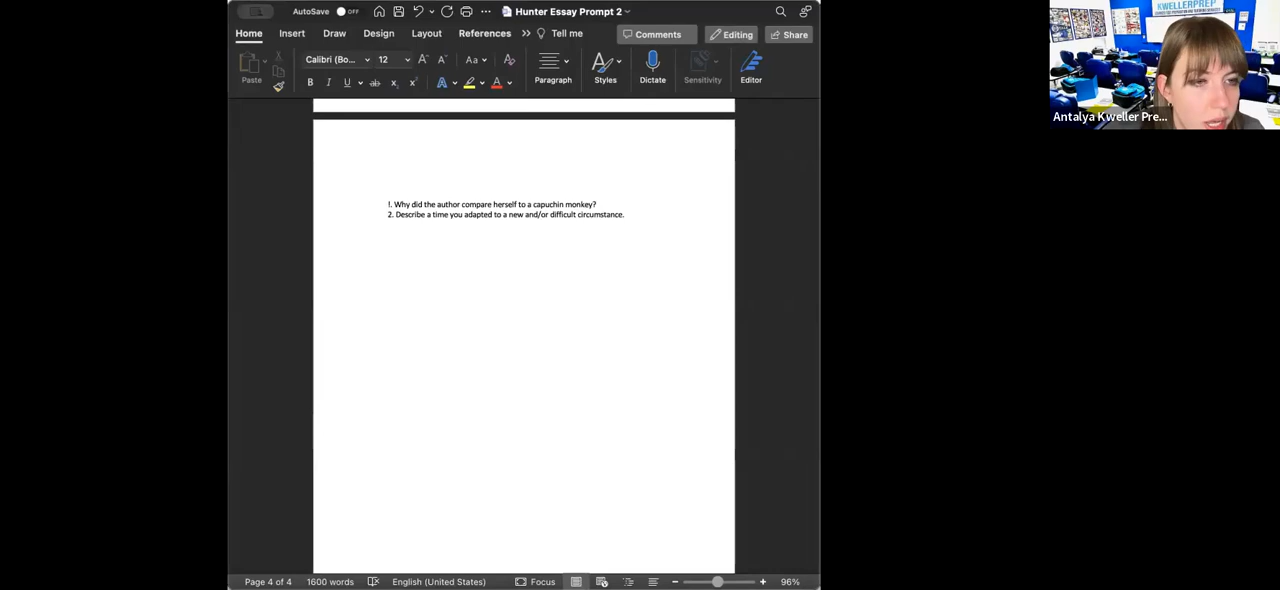 AutoSave OFF
Hunter Essay Prompt 2
Home Insert Draw Design Layout References Tell me
Comments Editing Share
Calibri (Bo... 12 A A Aa A
Paste
B I U ab x x A A
Paragraph Styles Dictate Sensitivity Editor
!. Why did the author compare herself to a capuchin monkey?
2. Describe a time you adapted to a new and/or difficult circumstance.
Page 4 of 4 1600 words English (United States) Focus 96%
KWELLERPREP
Antalya Kweller Pre...